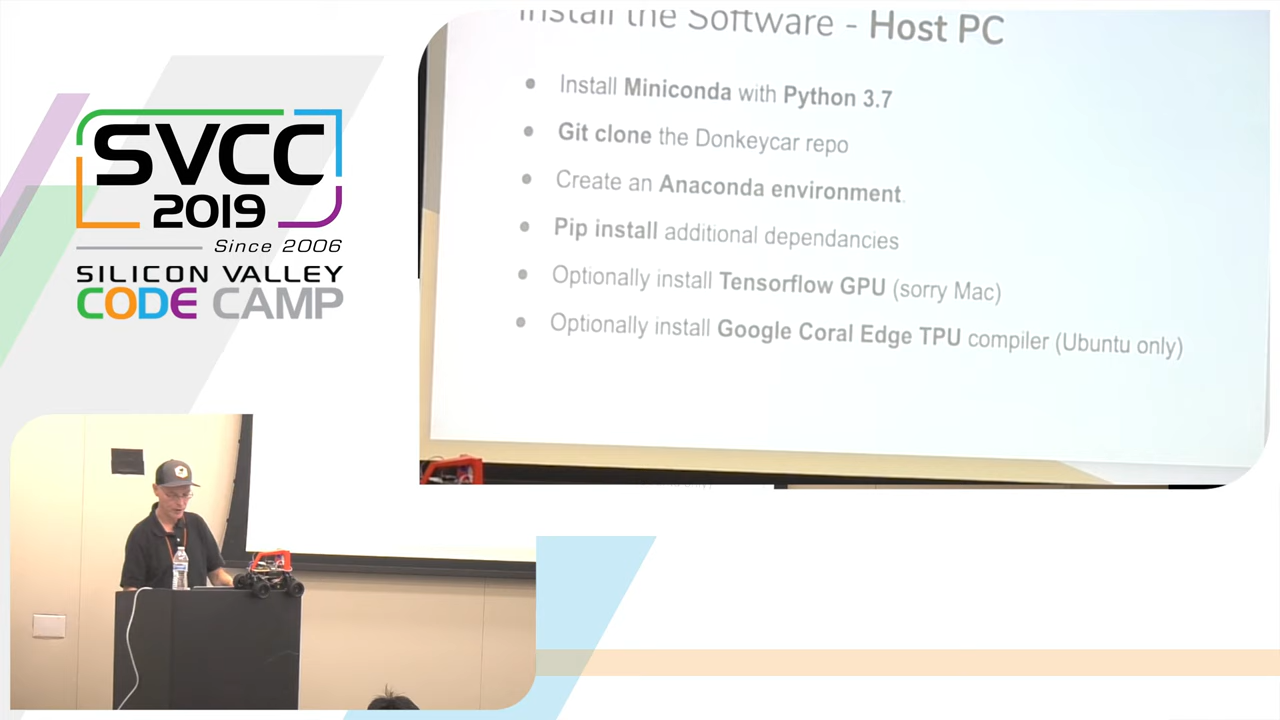 Install the Software - Host PC
Install Miniconda with Python 3.7
Git clone the Donkeycar repo
Create an Anaconda environment.
Pip install additional dependancies
Optionally install Tensorflow GPU (sorry Mac)
Optionally install Google Coral Edge TPU compiler (Ubuntu only)
SVCC
2019
Since 2006
SILICON VALLEY
CODE CAMP